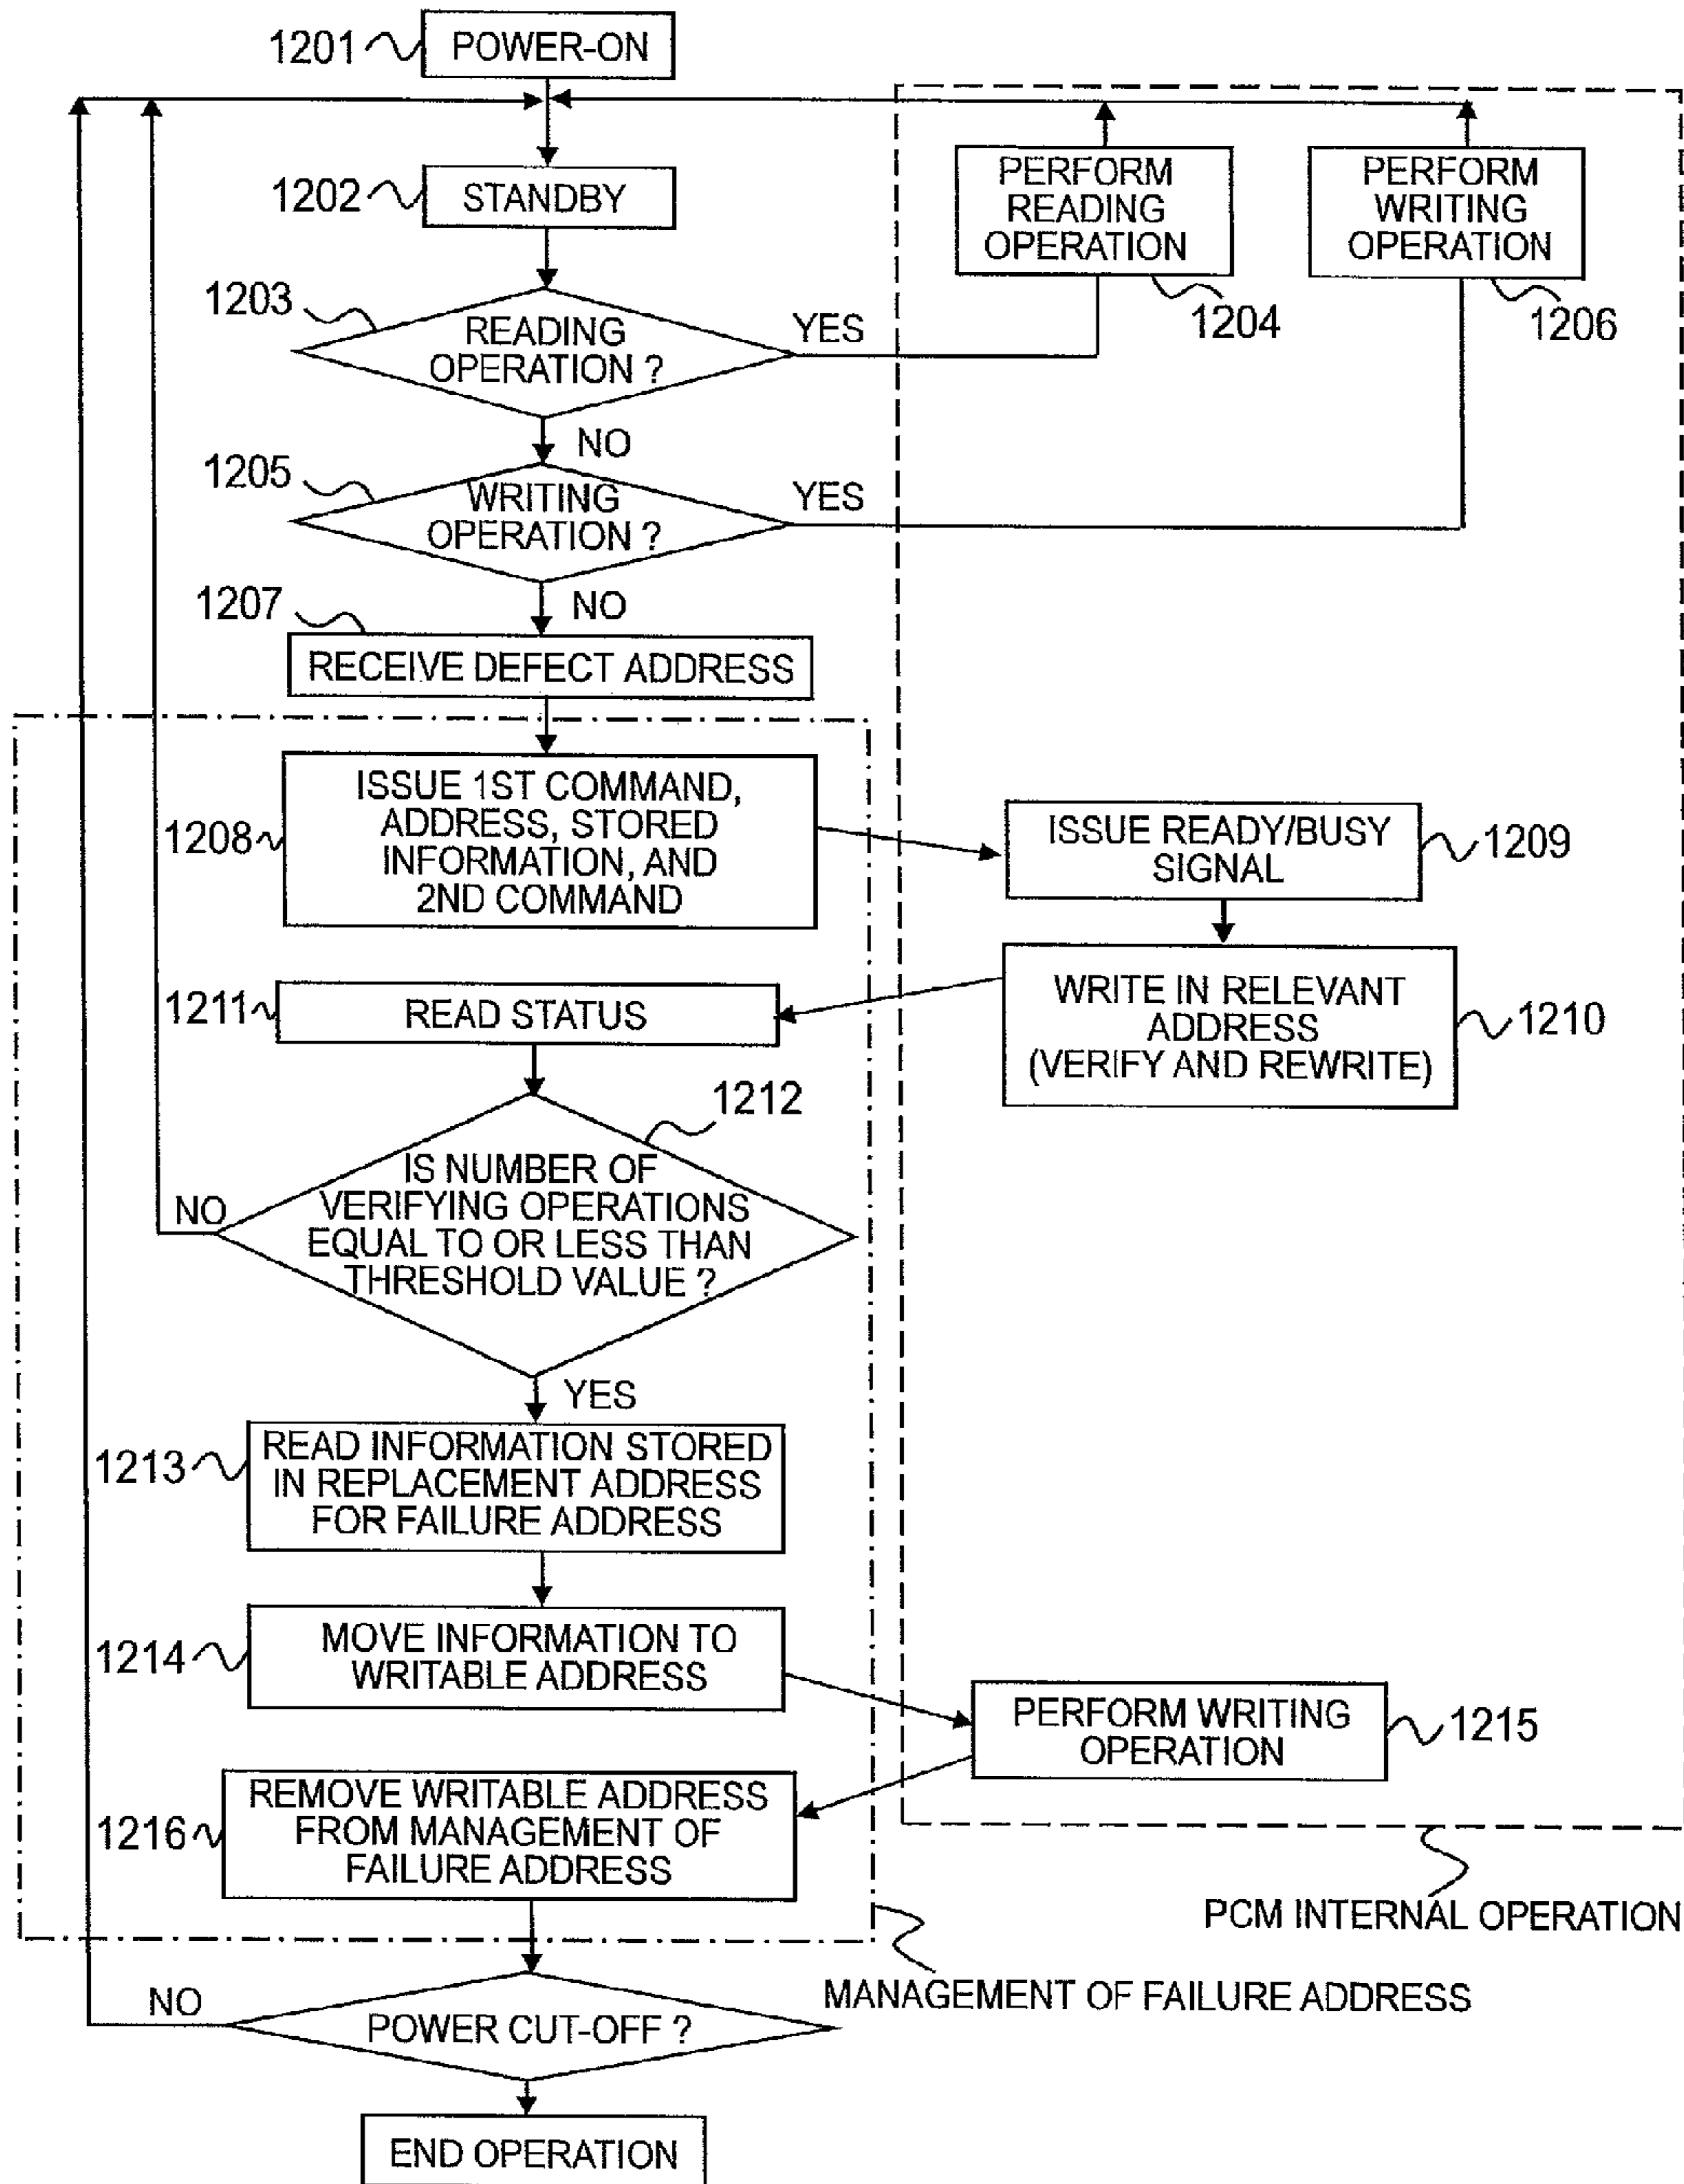 1201
POWER-ON
1202
STANDBY
PERFORM
READING
OPERATION
1204
PERFORM
WRITING
OPERATION
1206
1203
READING
OPERATION ?
YES
NO
1205
WRITING
OPERATION ?
YES
NO
1207
RECEIVE DEFECT ADDRESS
1208
ISSUE 1ST COMMAND,
ADDRESS, STORED
INFORMATION, AND
2ND COMMAND
ISSUE READY/BUSY
SIGNAL
1209
WRITE IN RELEVANT
ADDRESS
(VERIFY AND REWRITE)
1210
1211
READ STATUS
1212
IS NUMBER OF
VERIFYING OPERATIONS
EQUAL TO OR LESS THAN
THRESHOLD VALUE ?
NO
YES
1213
READ INFORMATION STORED
IN REPLACEMENT ADDRESS
FOR FAILURE ADDRESS
1214
MOVE INFORMATION TO
WRITABLE ADDRESS
PERFORM WRITING
OPERATION
1215
1216
REMOVE WRITABLE ADDRESS
FROM MANAGEMENT OF
FAILURE ADDRESS
PCM INTERNAL OPERATION
MANAGEMENT OF FAILURE ADDRESS
NO
POWER CUT-OFF ?
END OPERATION